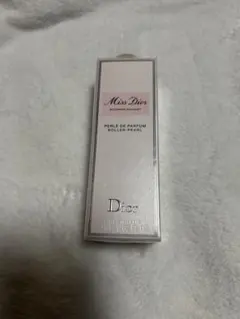 Miss Dior
BLOOMING BOUQUET
PERLE DE PARFUM
ROLLER-PEARL
Dior